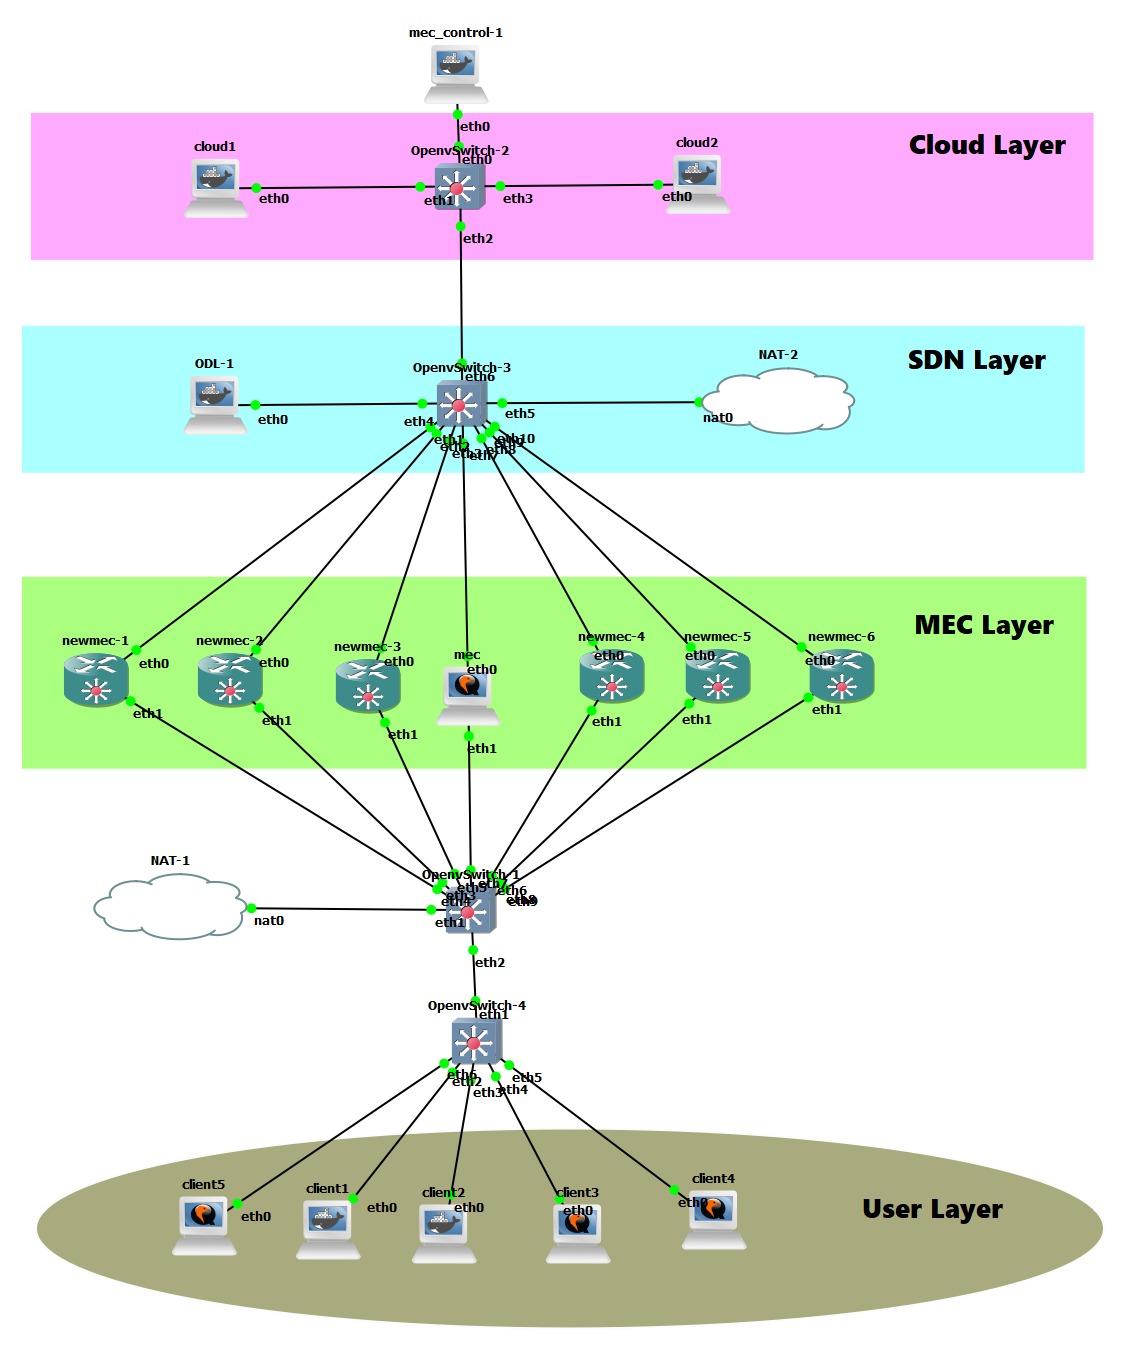 mec_control-1
eth0
Cloud Layer
cloud1
OpenvSwitch-2
cloud2
eth0
eth0
eth1
eth3
eth0
eth2
SDN Layer
ODL-1
OpenvSwitch-3
NAT-2
eth6
eth0
eth4
eth5
nat0
eth1
eth2
eth3
eth7
eth8
eth9
eth10
MEC Layer
newmec-1
newmec-2
newmec-3
mec
newmec-4
newmec-5
newmec-6
eth0
eth0
eth0
eth0
eth0
eth0
eth0
eth1
eth1
eth1
eth1
eth1
eth1
eth1
NAT-1
OpenvSwitch-1
nat0
eth1
eth4
eth3
eth5
eth7
eth6
eth9
eth2
OpenvSwitch-4
eth1
eth6
eth2
eth3
eth4
eth5
User Layer
client5
client1
client2
client3
client4
eth0
eth0
eth0
eth0
eth0